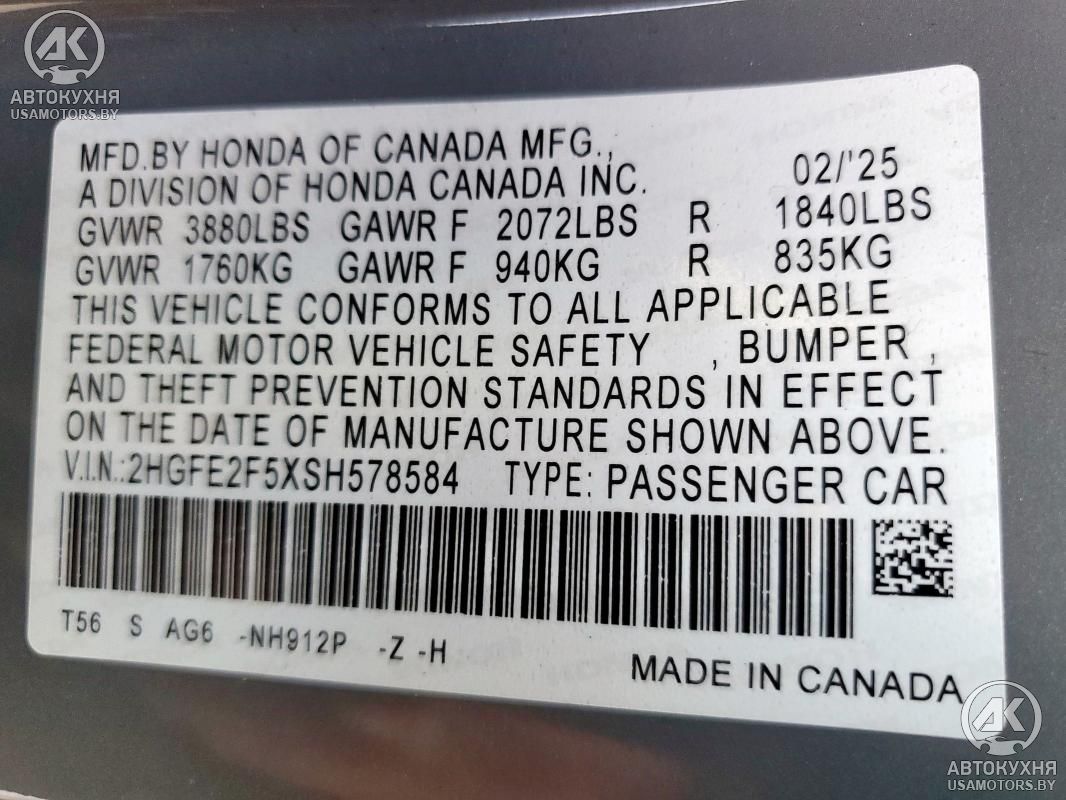 АК
АВТОКУХНЯ
USAMOTORS.BY
MFD.BY HONDA OF CANADA MFG.,
A DIVISION OF HONDA CANADA INC. 02/'25
GVWR 3880LBS GAWR F 2072LBS R 1840LBS
GVWR 1760KG GAWR F 940KG R 835KG
THIS VEHICLE CONFORMS TO ALL APPLICABLE
FEDERAL MOTOR VEHICLE SAFETY , BUMPER ,
AND THEFT PREVENTION STANDARDS IN EFFECT
ON THE DATE OF MANUFACTURE SHOWN ABOVE.
V.I.N.:2HGFE2F5XSH578584 TYPE: PASSENGER CAR
T56 S AG6 -NH912P -Z -H
MADE IN CANADA
АК
АВТОКУХНЯ
USAMOTORS.BY